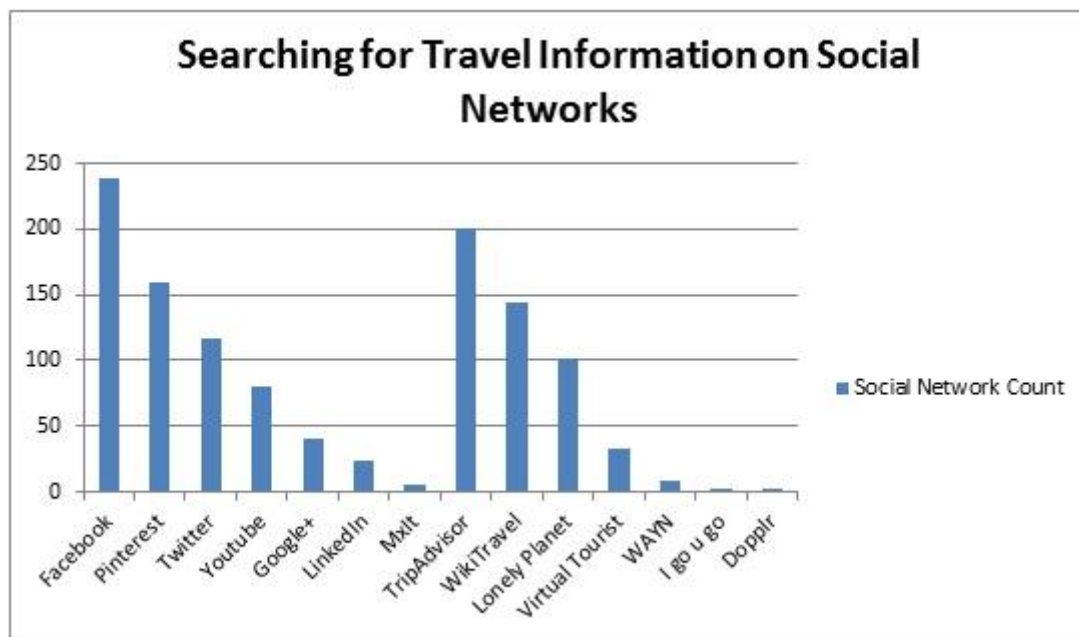 Searching for Travel Information on Social
Networks
250
200
150
100
50
0
Facebook
Pinterest
Twitter
Youtube
Google+
LinkedIn
MxIt
TripAdvisor
WikiTravel
Lonely Planet
Virtual Tourist
WAYN
I go u go
Dopplr
Social Network Count